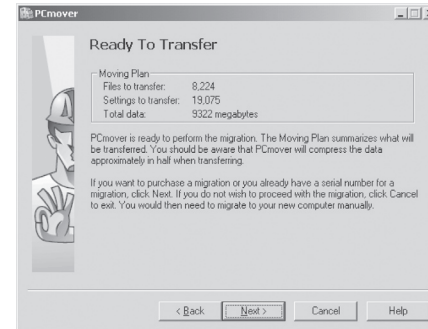 PCmover
Ready To Transfer
Moving Plan
Files to transfer: 8,224
Settings to transfer: 19,075
Total data: 9322 megabytes
PCmover is ready to perform the migration. The Moving Plan summarizes what will
be transferred. You should be aware that PCmover will compress the data
approximately in half when transferring.
If you want to purchase a migration or you already have a serial number for a
migration, click Next. If you do not wish to proceed with the migration, click Cancel
to exit. You would then need to migrate to your new computer manually.
< Back Next > Cancel Help